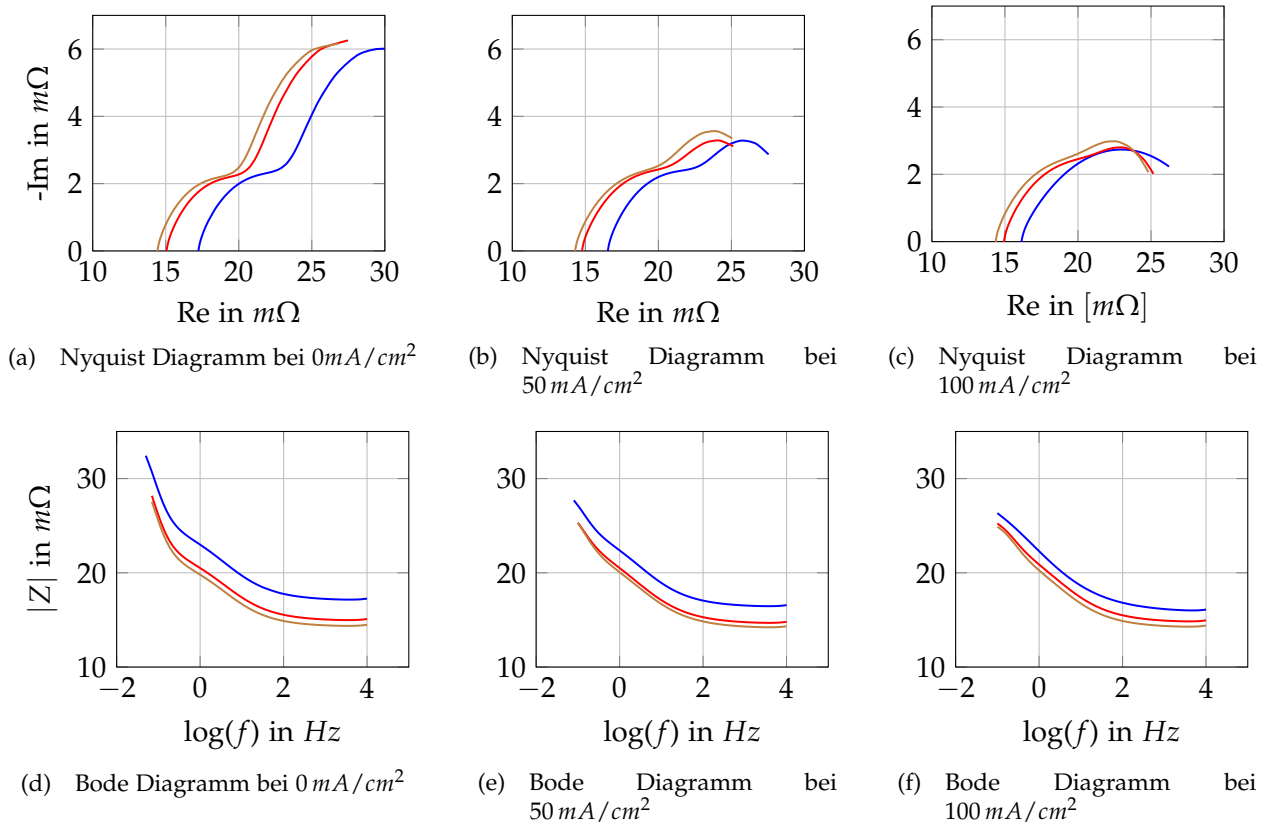 -Im in mΩ
6
4
2
0
10 15 20 25 30
Re in mΩ
(a) Nyquist Diagramm bei 0mA/cm²
6
4
2
0
10 15 20 25 30
Re in mΩ
(b) Nyquist Diagramm bei
50 mA/cm²
6
4
2
0
10 15 20 25 30
Re in [mΩ]
(c) Nyquist Diagramm bei
100 mA/cm²
|Z| in mΩ
30
20
10
−2 0 2 4
log(f) in Hz
(d) Bode Diagramm bei 0 mA/cm²
30
20
10
−2 0 2 4
log(f) in Hz
(e) Bode Diagramm bei
50 mA/cm²
30
20
10
−2 0 2 4
log(f) in Hz
(f) Bode Diagramm bei
100 mA/cm²